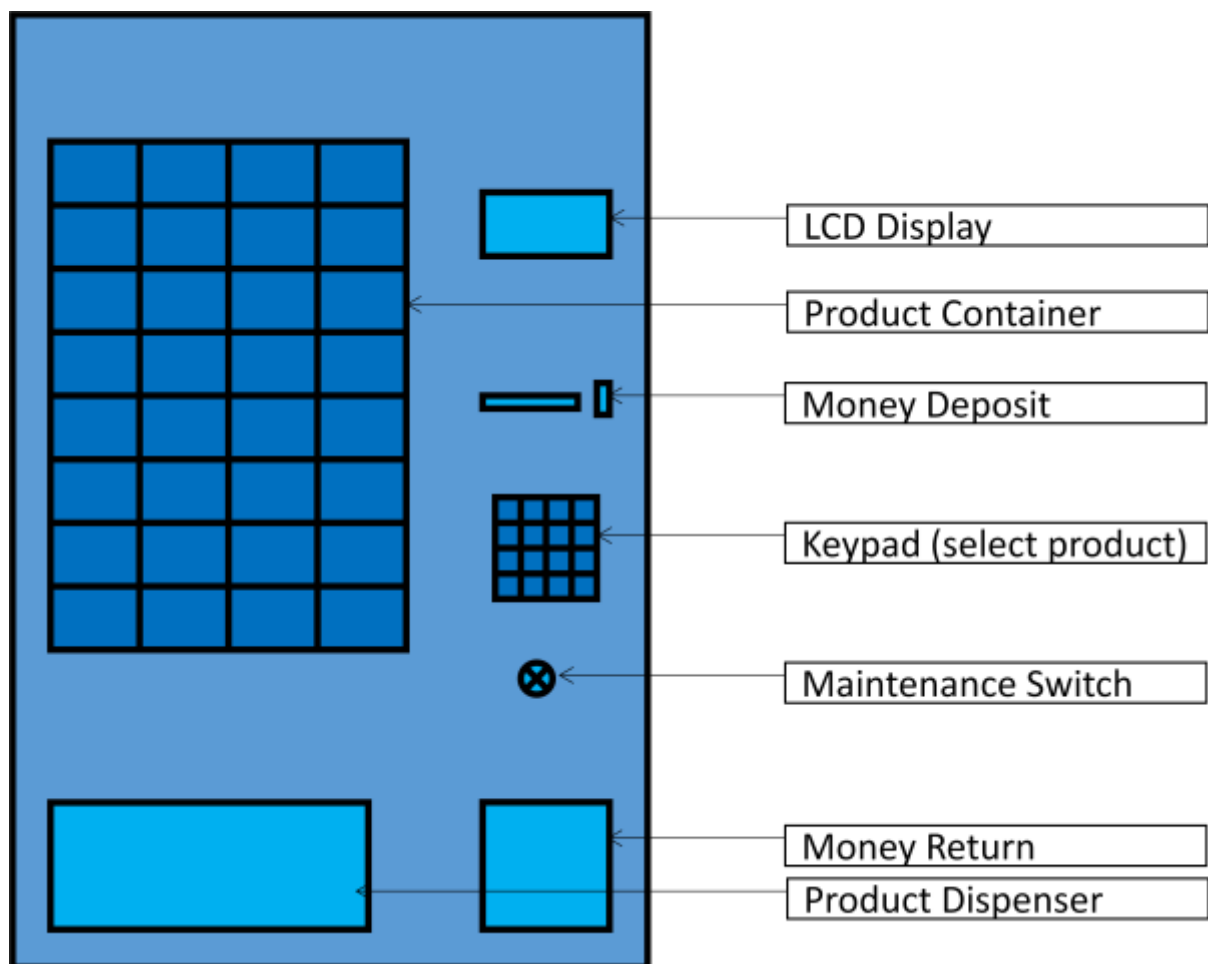 LCD Display
Product Container
Money Deposit
Keypad (select product)
Maintenance Switch
Money Return
Product Dispenser